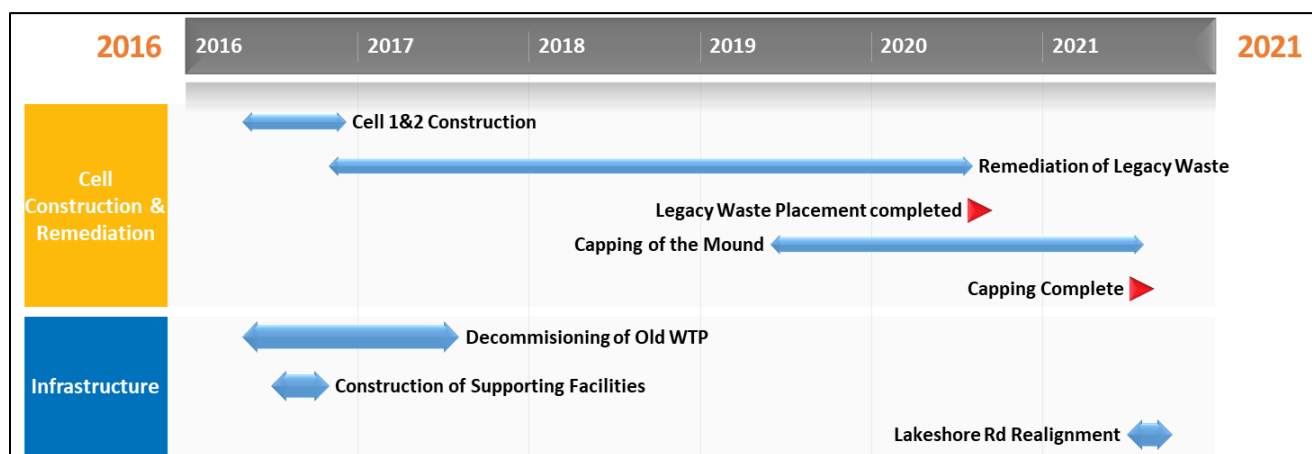 2016 2016 2017 2018 2019 2020 2021 2021
Cell 1&2 Construction
Remediation of Legacy Waste
Cell
Construction &
Remediation
Legacy Waste Placement completed
Capping of the Mound
Capping Complete
Decommisioning of Old WTP
Infrastructure
Construction of Supporting Facilities
Lakeshore Rd Realignment